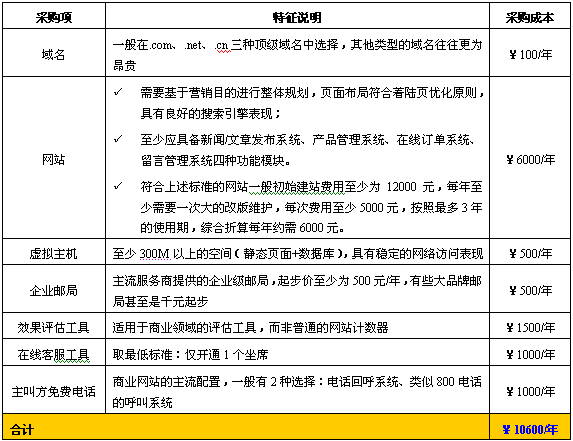 采购项 特征说明 采购成本
域名 一般在.com、.net、.cn 三种顶级域名中选择，其他类型的域名往往更为 ￥100/年
昂贵
网站 ✓ 需要基于营销目的进行整体规划，页面布局符合着陆页优化原则， ￥6000/年
具有良好的搜索引擎表现；
✓ 至少应具备新闻/文章发布系统、产品管理系统、在线订单系统、
留言管理系统四种功能模块。
✓ 符合上述标准的网站一般初始建站费用至少为 12000 元，每年至
少需要一次大的改版维护，每次费用至少 5000 元，按照最多 3 年
的使用期，综合折算每年约需 6000 元。
虚拟主机 至少 300M 以上的空间（静态页面+数据库），具有稳定的网络访问表现 ￥500/年
企业邮局 主流服务商提供的企业级邮局，起步价至少为 500 元/年，有些大品牌邮 ￥500/年
局甚至是千元起步
效果评估工具 适用于商业领域的评估工具，而非普通的网站计数器 ￥1500/年
在线客服工具 取最低标准：仅开通 1 个坐席 ￥1000/年
主叫方免费电话 商业网站的主流配置，一般有 2 种选择：电话回呼系统、类似 800 电话 ￥1000/年
的呼叫系统
合计 ￥10600/年